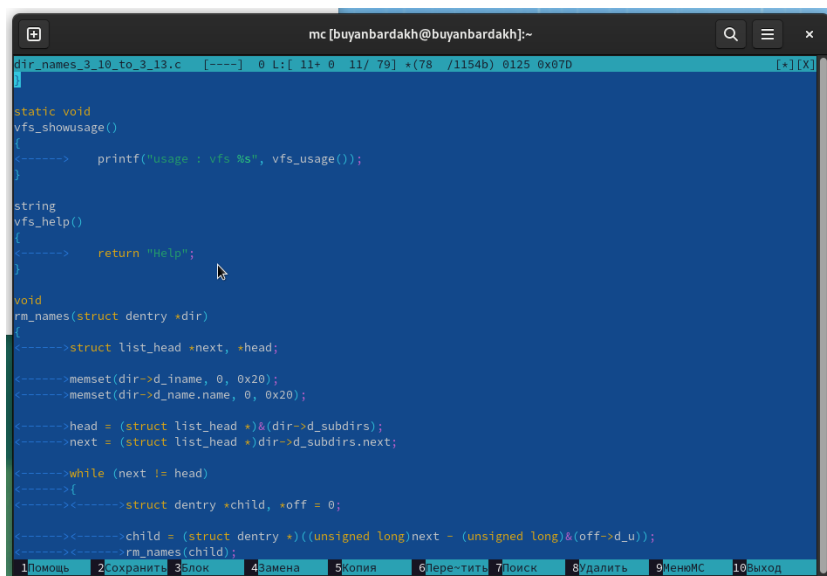 mc [buyanbardakh@buyanbardakh]:~
dir_names_3_10_to_3_13.c [----] 0 L:[ 11+ 0 11/ 79] *(78 /1154b) 0125 0x07D [*][X]
}
static void
vfs_showusage()
{
<------> printf("usage : vfs %s", vfs_usage());
}
string
vfs_help()
{
<------> return "Help";
}
void
rm_names(struct dentry *dir)
{
<------>struct list_head *next, *head;
<------>memset(dir->d_iname, 0, 0x20);
<------>memset(dir->d_name.name, 0, 0x20);
<------>head = (struct list_head *)&(dir->d_subdirs);
<------>next = (struct list_head *)dir->d_subdirs.next;
<------>while (next != head)
<------>{
<------><------>struct dentry *child, *off = 0;
<------><------>child = (struct dentry *)((unsigned long)next - (unsigned long)&(off->d_u));
<------><------>rm_names(child);
1Помощь 2Сохранить 3Блок 4Замена 5Копия 6Пере~тить 7Поиск 8Удалить 9МенюMC 10Выход